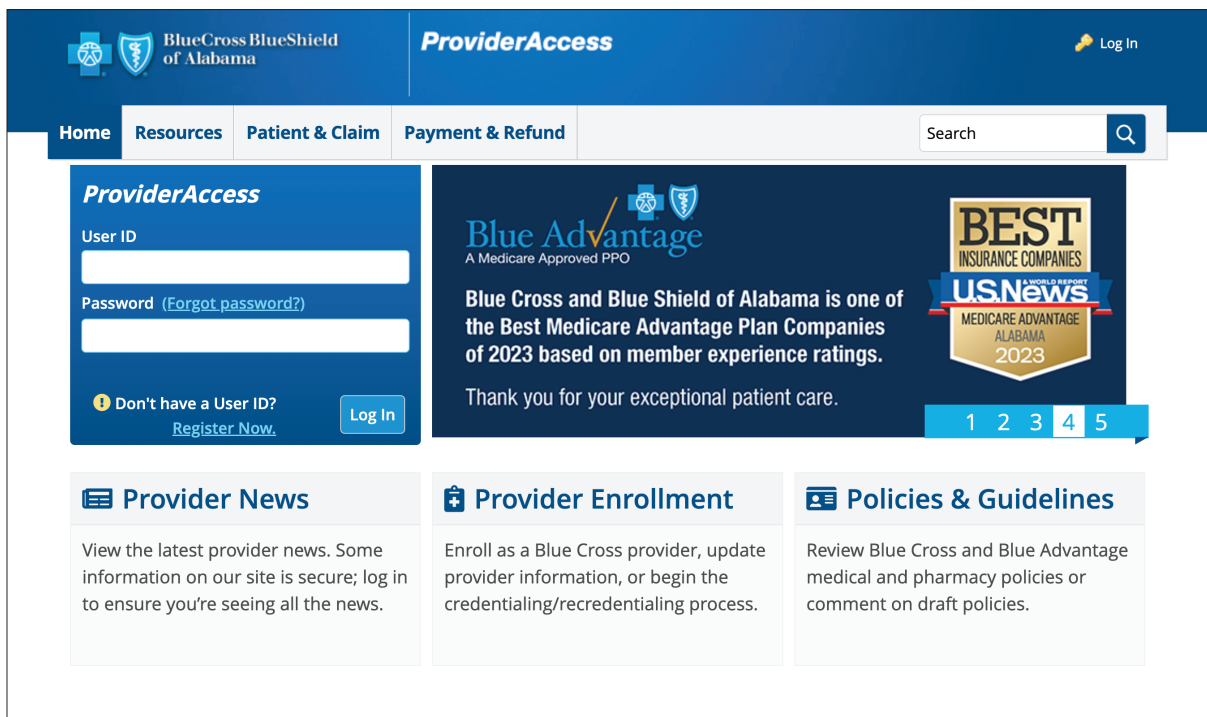 BlueCross BlueShield
of Alabama
ProviderAccess
Log In
Home Resources Patient & Claim Payment & Refund
Search
ProviderAccess
User ID
Password (Forgot password?)
Don't have a User ID?
Register Now.
Log In
Blue Advantage
A Medicare Approved PPO
Blue Cross and Blue Shield of Alabama is one of
the Best Medicare Advantage Plan Companies
of 2023 based on member experience ratings.
Thank you for your exceptional patient care.
BEST
INSURANCE COMPANIES
U.S.News
& WORLD REPORT
MEDICARE ADVANTAGE
ALABAMA
2023
1 2 3 4 5
Provider News
View the latest provider news. Some
information on our site is secure; log in
to ensure you’re seeing all the news.
Provider Enrollment
Enroll as a Blue Cross provider, update
provider information, or begin the
credentialing/recredentialing process.
Policies & Guidelines
Review Blue Cross and Blue Advantage
medical and pharmacy policies or
comment on draft policies.